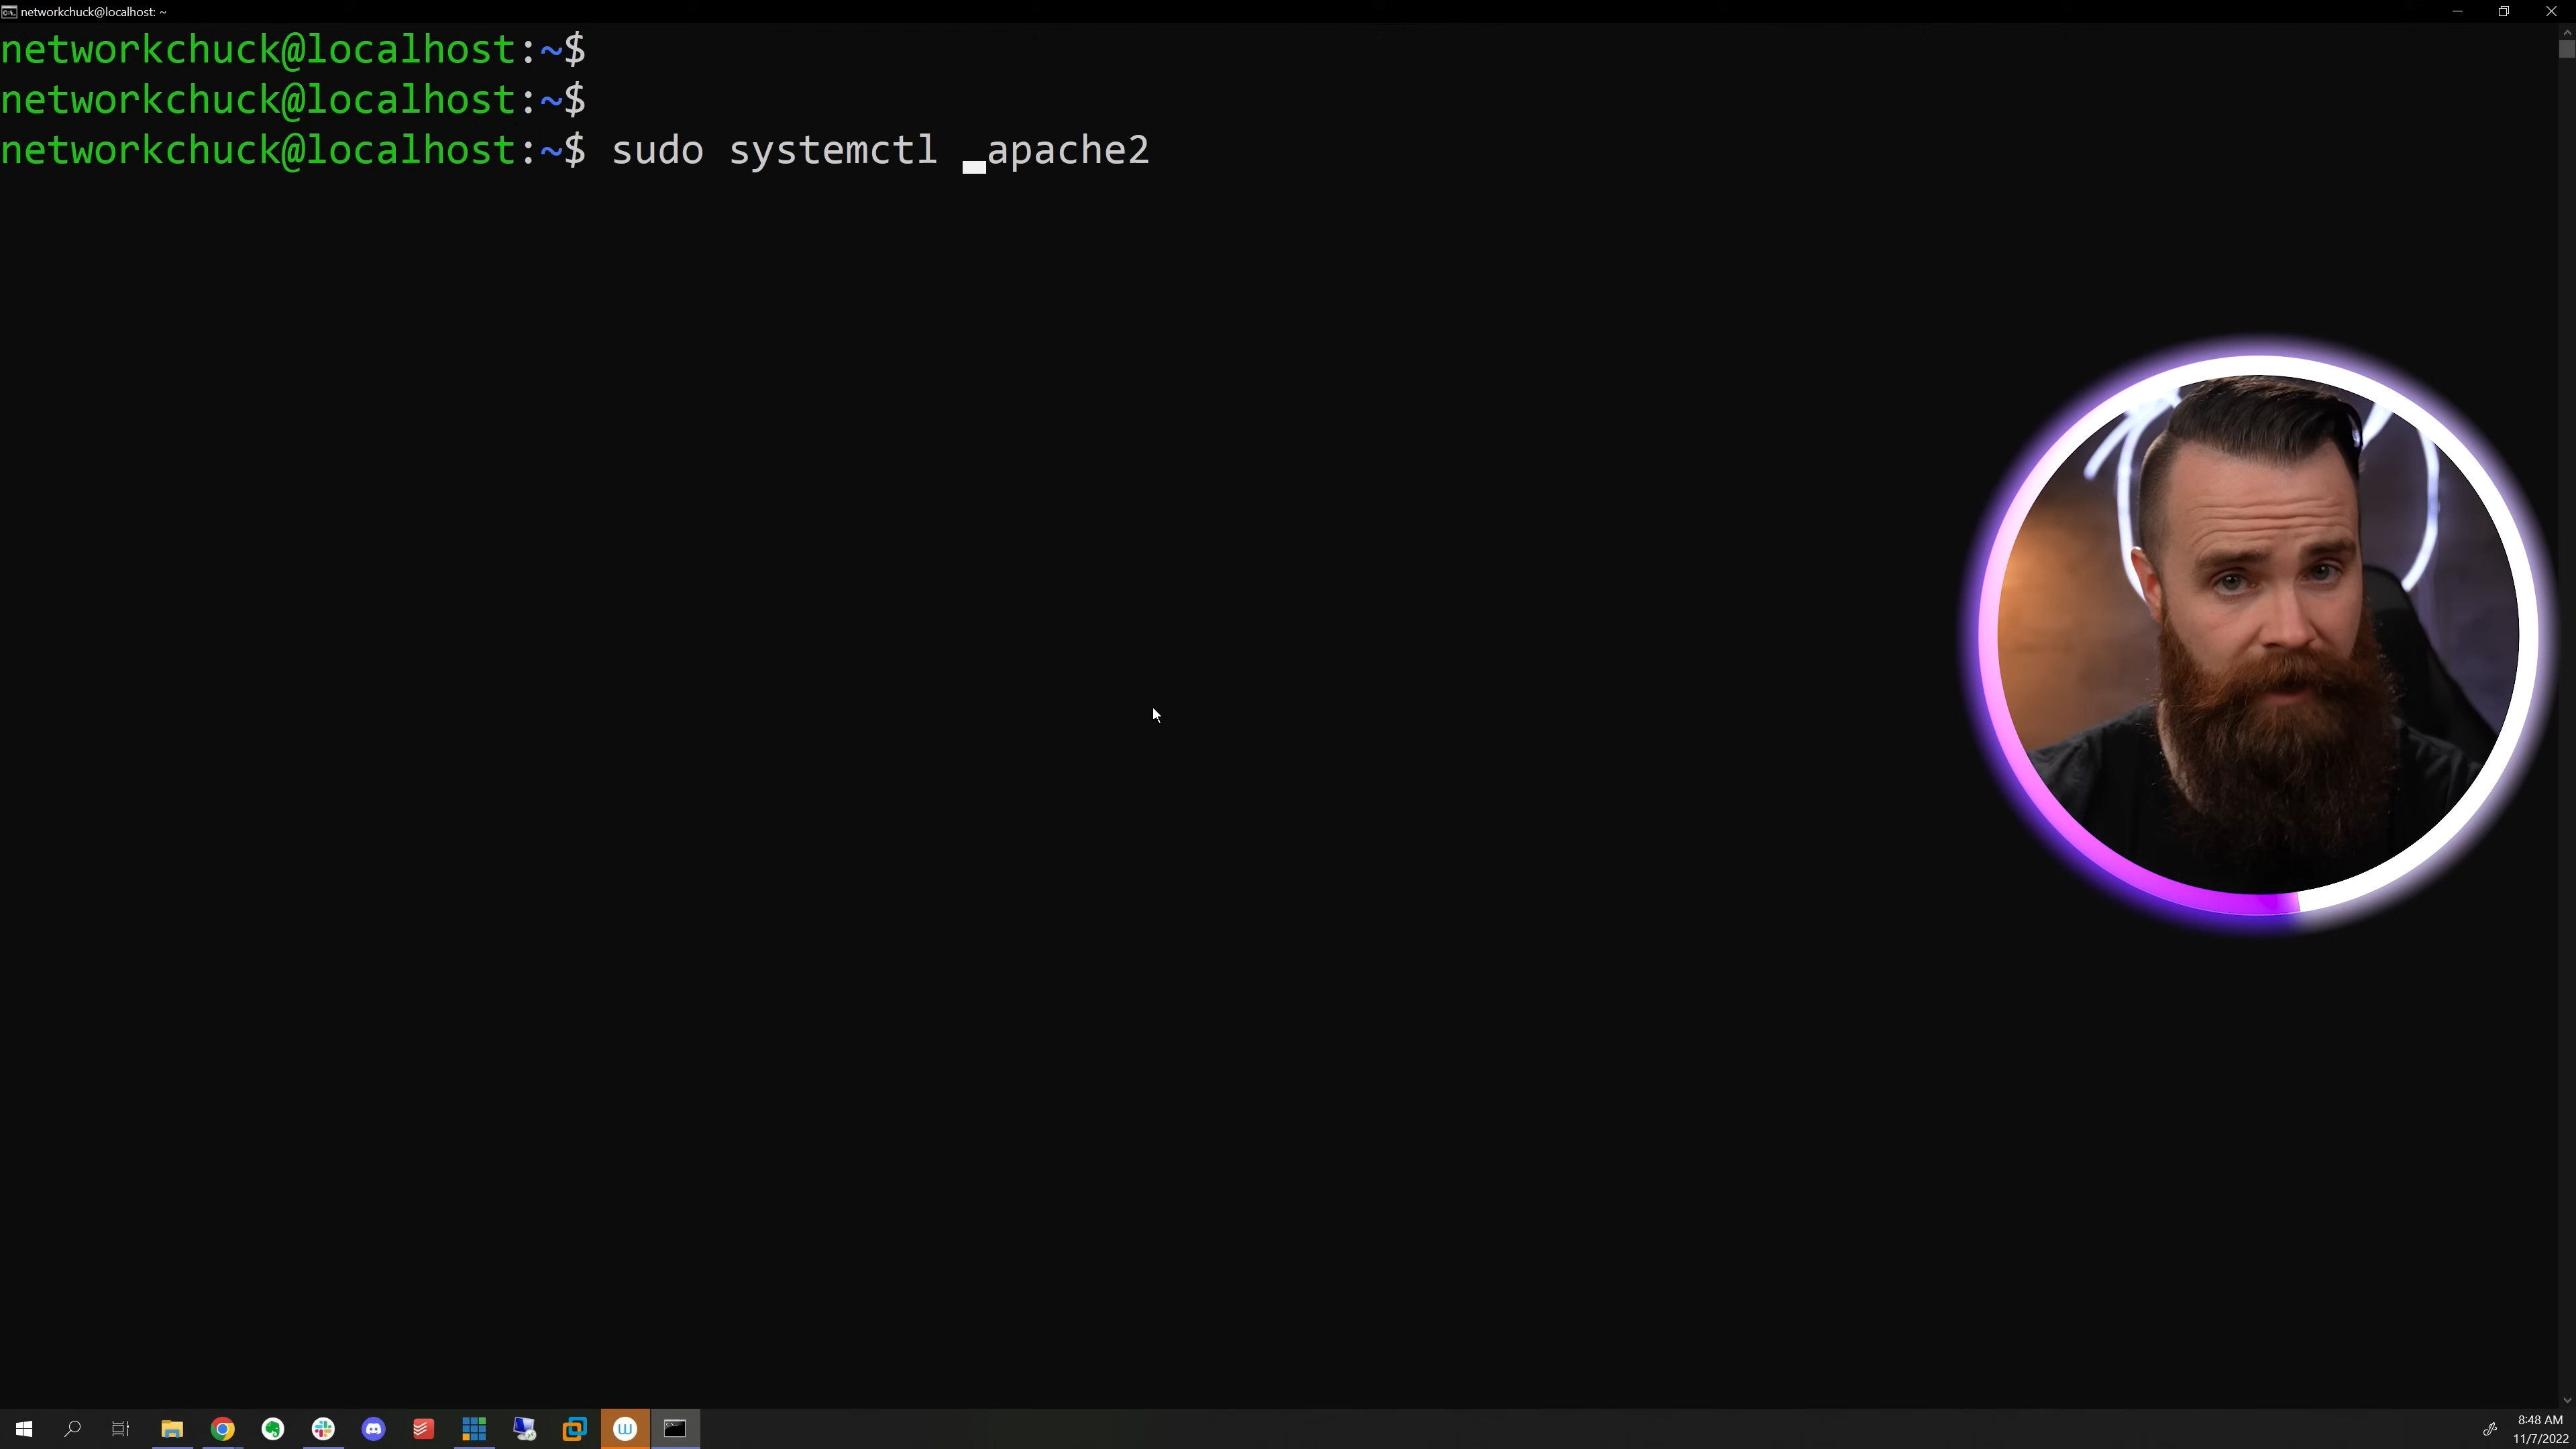 networkchuck@localhost: ~
networkchuck@localhost:~$
networkchuck@localhost:~$
networkchuck@localhost:~$ sudo systemctl _apache2
8:48 AM
11/7/2022